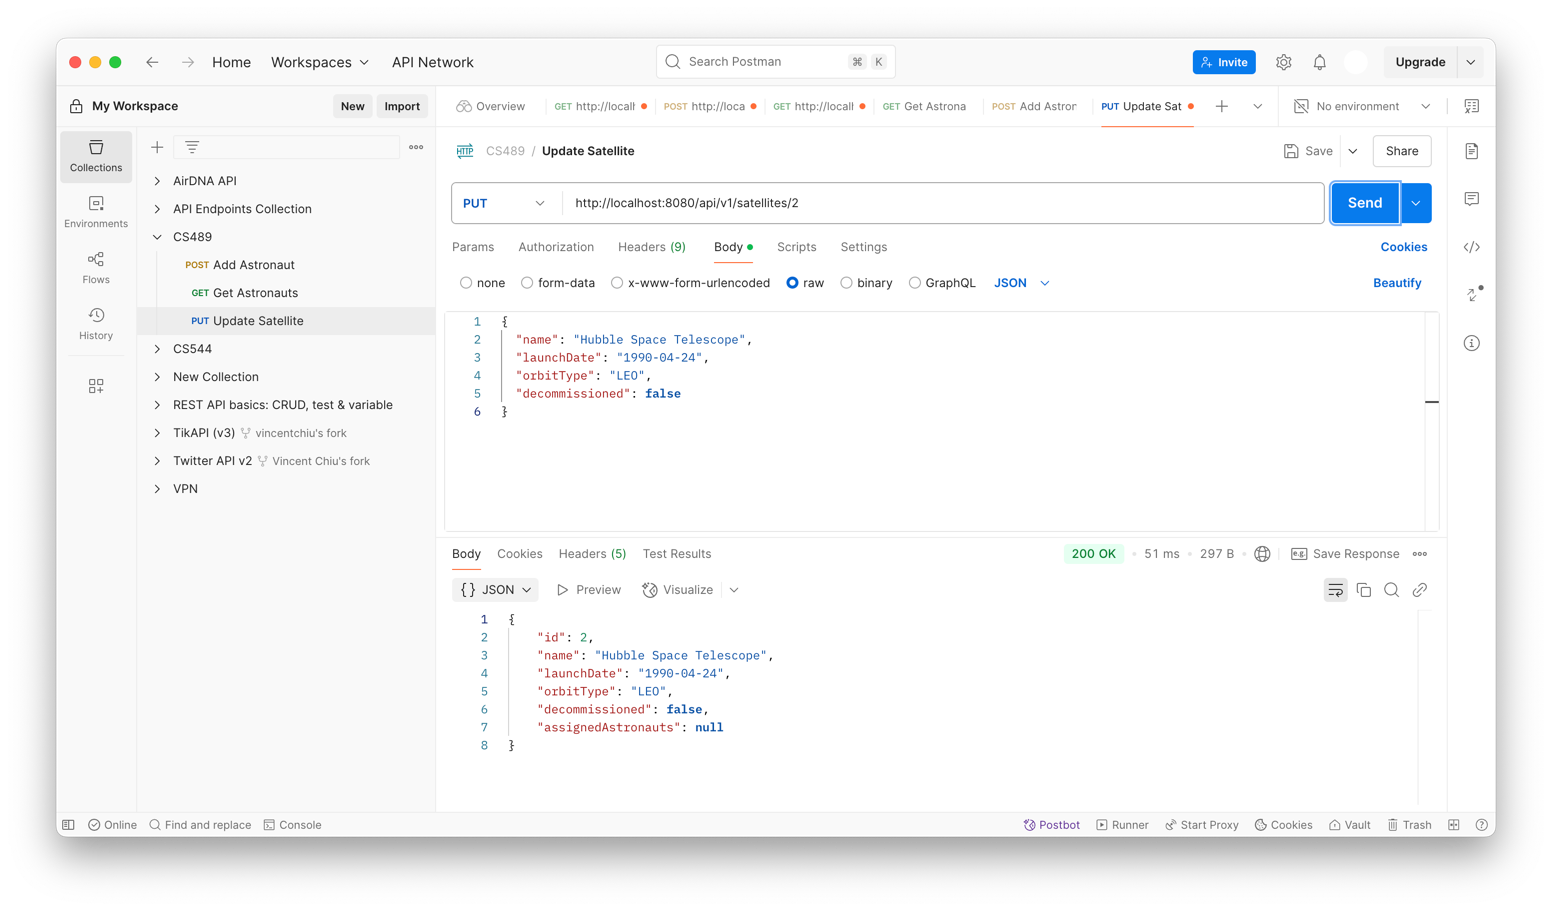 Home Workspaces API Network Search Postman ⌘ K Invite Upgrade
My Workspace New Import Overview GET http://localh POST http://loca GET http://locall GET Get Astrona POST Add Astror PUT Update Sat No environment
Collections
Environments
Flows
History
AirDNA API
API Endpoints Collection
CS489
POST Add Astronaut
GET Get Astronauts
PUT Update Satellite
CS544
New Collection
REST API basics: CRUD, test & variable
TikAPI (v3) vincentchiu's fork
Twitter API v2 Vincent Chiu's fork
VPN
HTTP CS489 / Update Satellite Save Share
PUT http://localhost:8080/api/v1/satellites/2 Send
Params Authorization Headers (9) Body Scripts Settings Cookies
none form-data x-www-form-urlencoded raw binary GraphQL JSON Beautify
1 {
2 "name": "Hubble Space Telescope",
3 "launchDate": "1990-04-24",
4 "orbitType": "LEO",
5 "decommissioned": false
6 }
Body Cookies Headers (5) Test Results 200 OK 51 ms 297 B e.g. Save Response
{} JSON Preview Visualize
1 {
2 "id": 2,
3 "name": "Hubble Space Telescope",
4 "launchDate": "1990-04-24",
5 "orbitType": "LEO",
6 "decommissioned": false,
7 "assignedAstronauts": null
8 }
Online Find and replace Console Postbot Runner Start Proxy Cookies Vault Trash